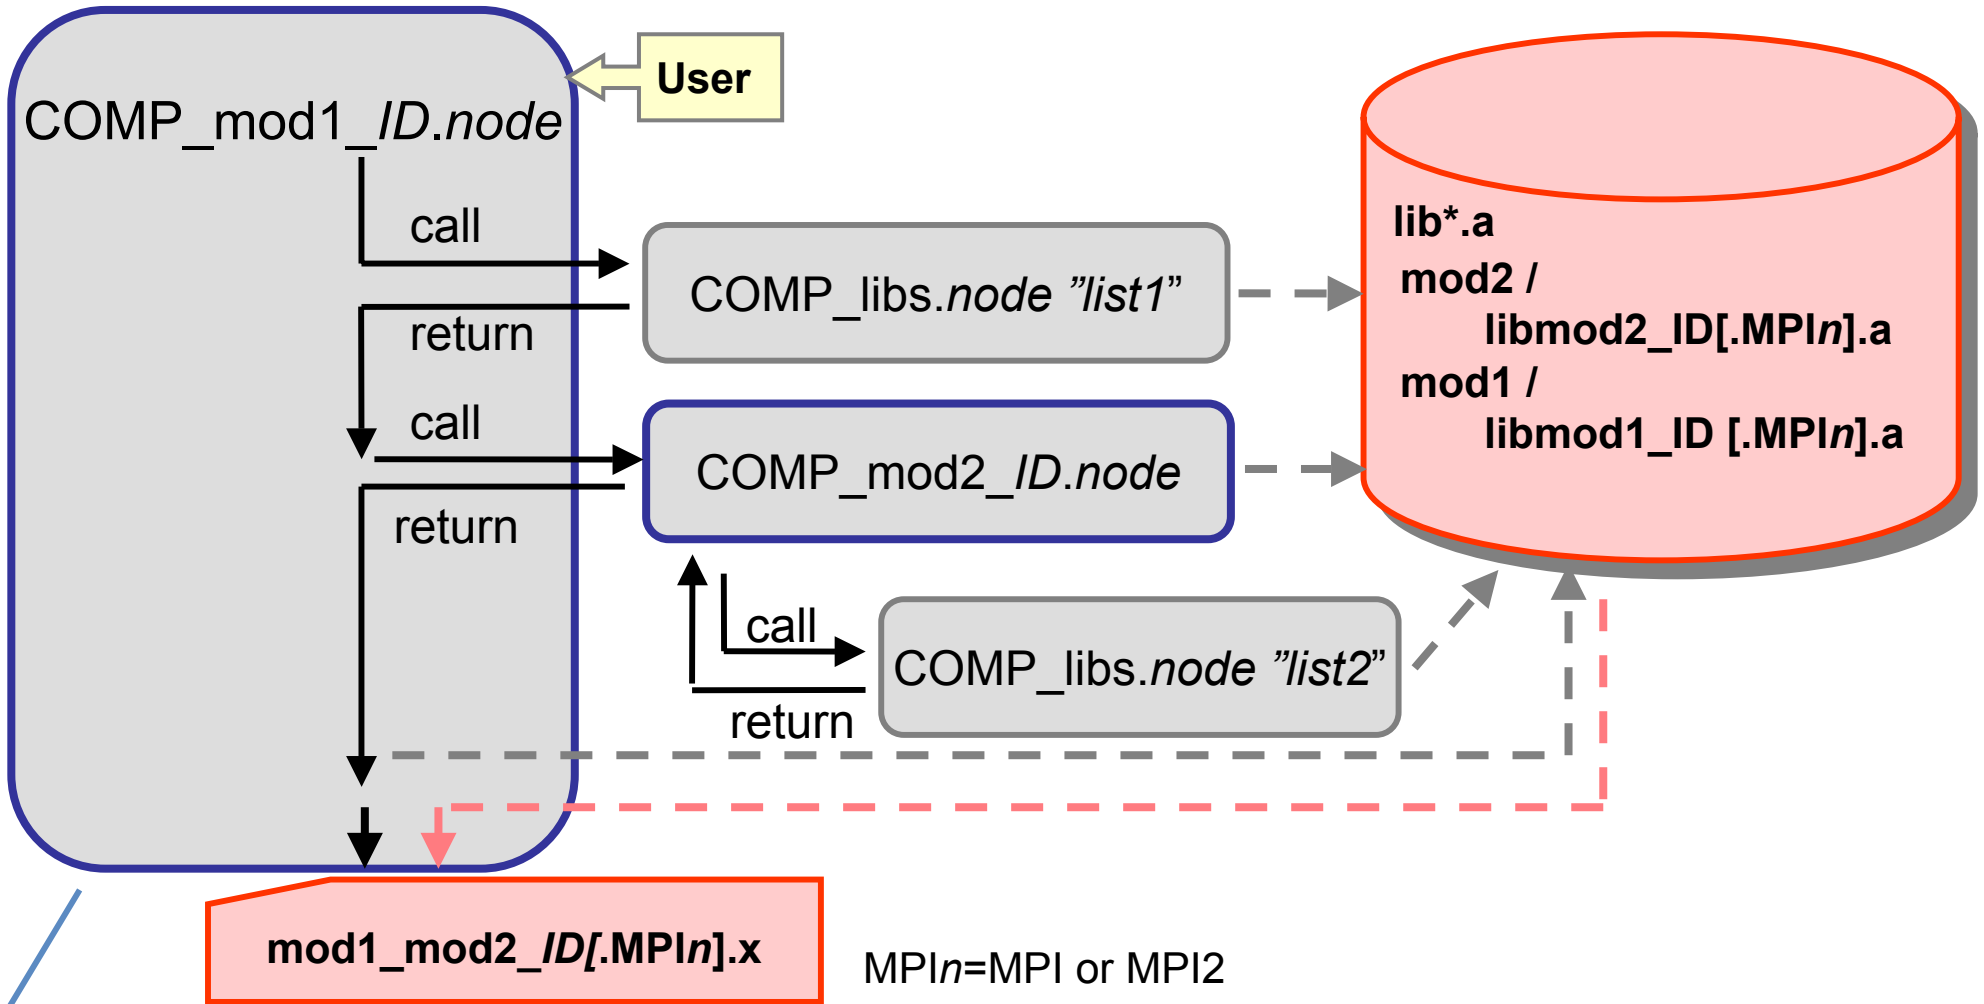 User
COMP_mod1_ID.node
call
COMP_libs.node ”list1”
return
call
COMP_mod2_ID.node
return
call
COMP_libs.node ”list2”
return
lib*.a
mod2 /
libmod2_ID[.MPIn].a
mod1 /
libmod1_ID [.MPIn].a
mod1_mod2_ID[.MPIn].x
MPIn=MPI or MPI2